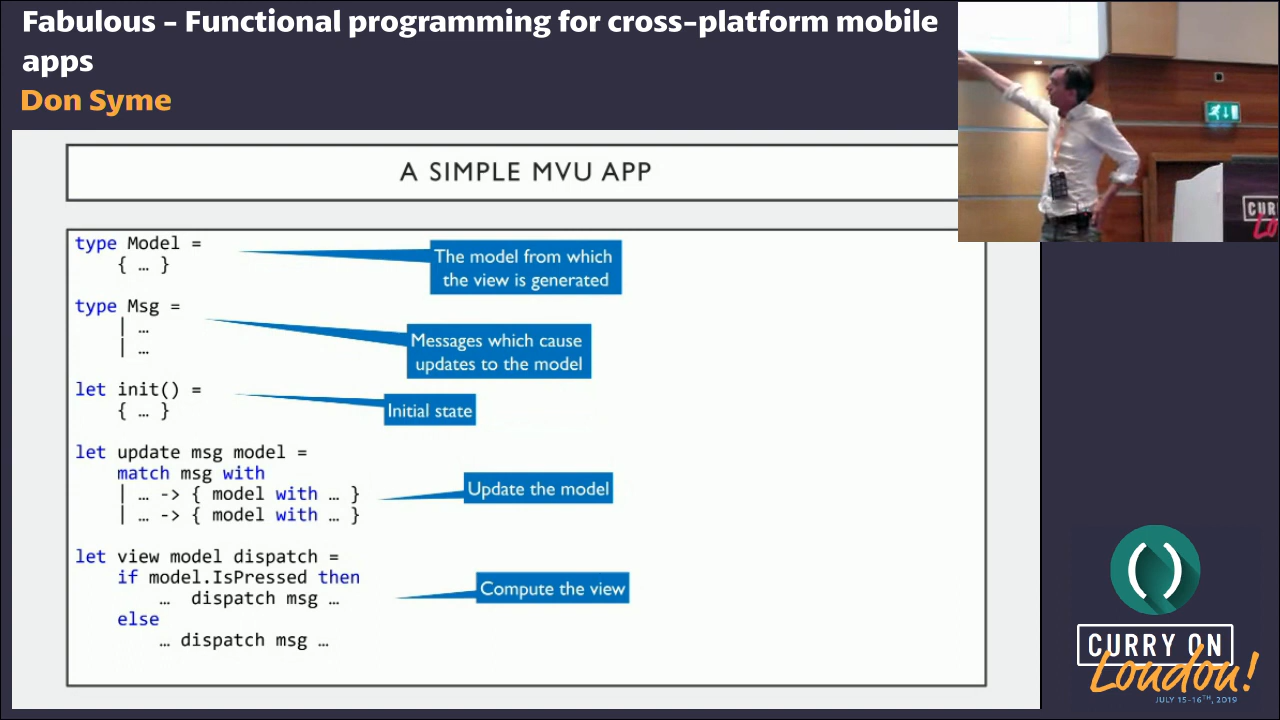 Fabulous – Functional programming for cross-platform mobile
apps
Don Syme
A SIMPLE MVU APP
type Model =
{ … }
The model from which
the view is generated
type Msg =
| …
| …
Messages which cause
updates to the model
let init() =
{ … }
Initial state
let update msg model =
match msg with
| … -> { model with … }
| … -> { model with … }
Update the model
let view model dispatch =
if model.IsPressed then
… dispatch msg …
else
… dispatch msg …
Compute the view
CURRY ON
London!
JULY 15-16TH, 2019